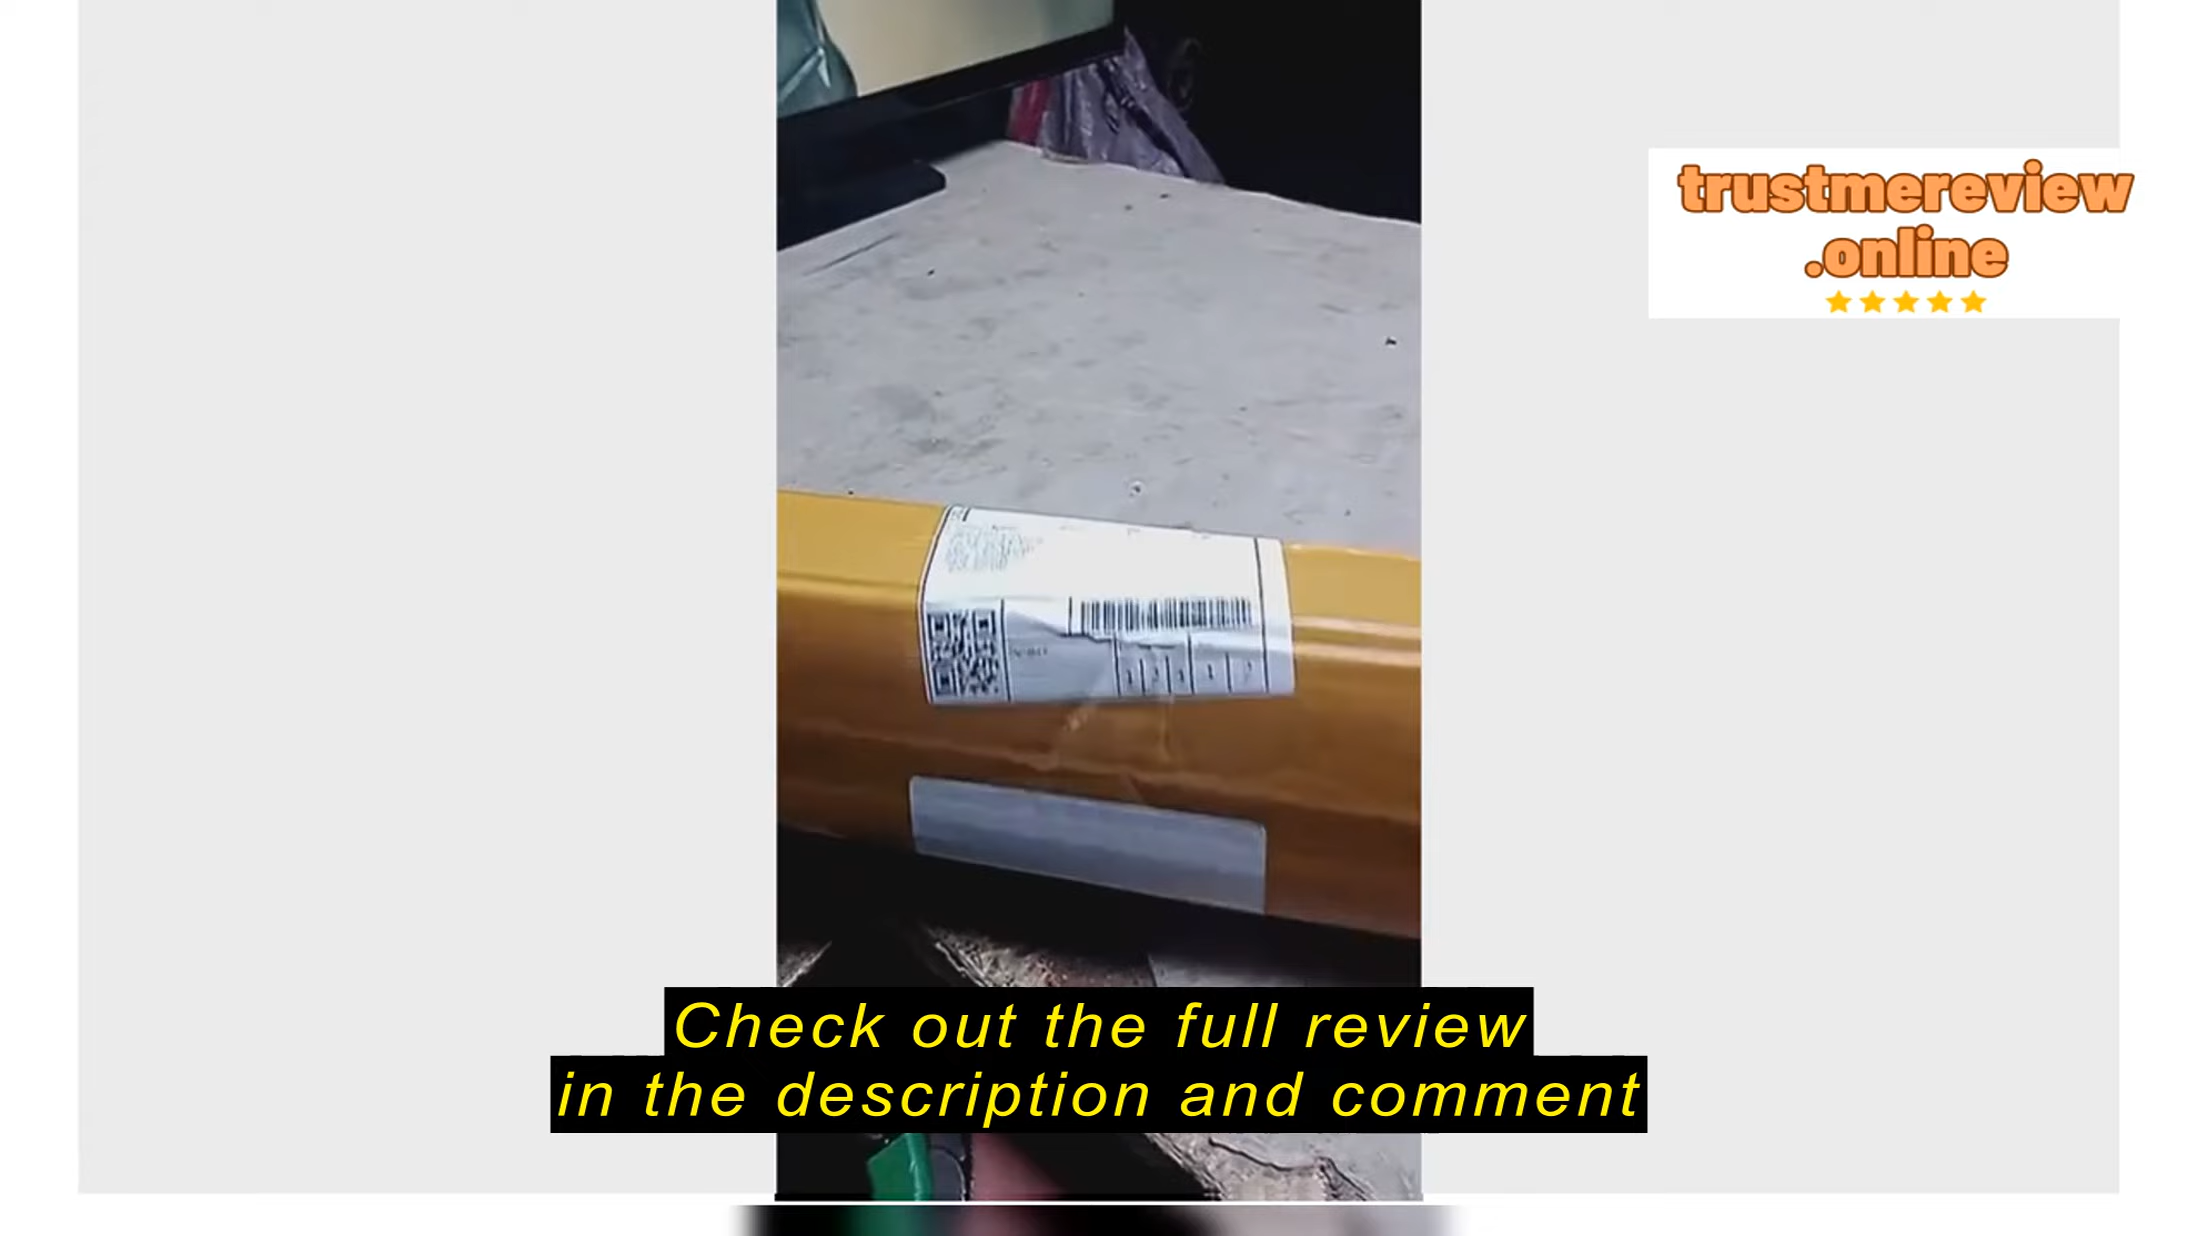 trustmereview
.online
Check out the full review
in the description and comment